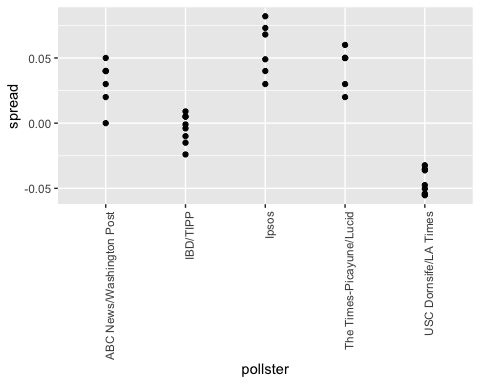 spread
0.05
0.00
-0.05
ABC News/Washington Post
IBD/TIPP
Ipsos
The Times-Picayune/Lucid
USC Dornsife/LA Times
pollster